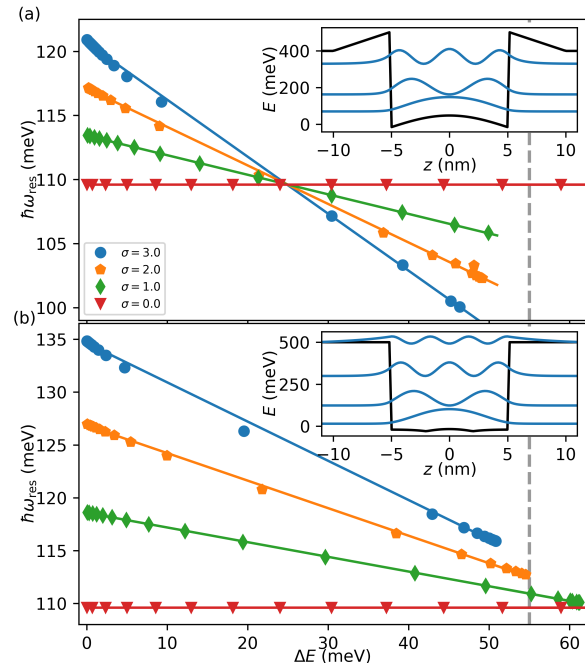 (a)
120
115
110
105
100
ħω_res (meV)
σ = 3.0
σ = 2.0
σ = 1.0
σ = 0.0
400
200
0
E (meV)
−10 −5 0 5 10
z (nm)
(b)
135
130
125
120
115
110
ħω_res (meV)
500
250
0
E (meV)
−10 −5 0 5 10
z (nm)
0 10 20 30 40 50 60
ΔE (meV)